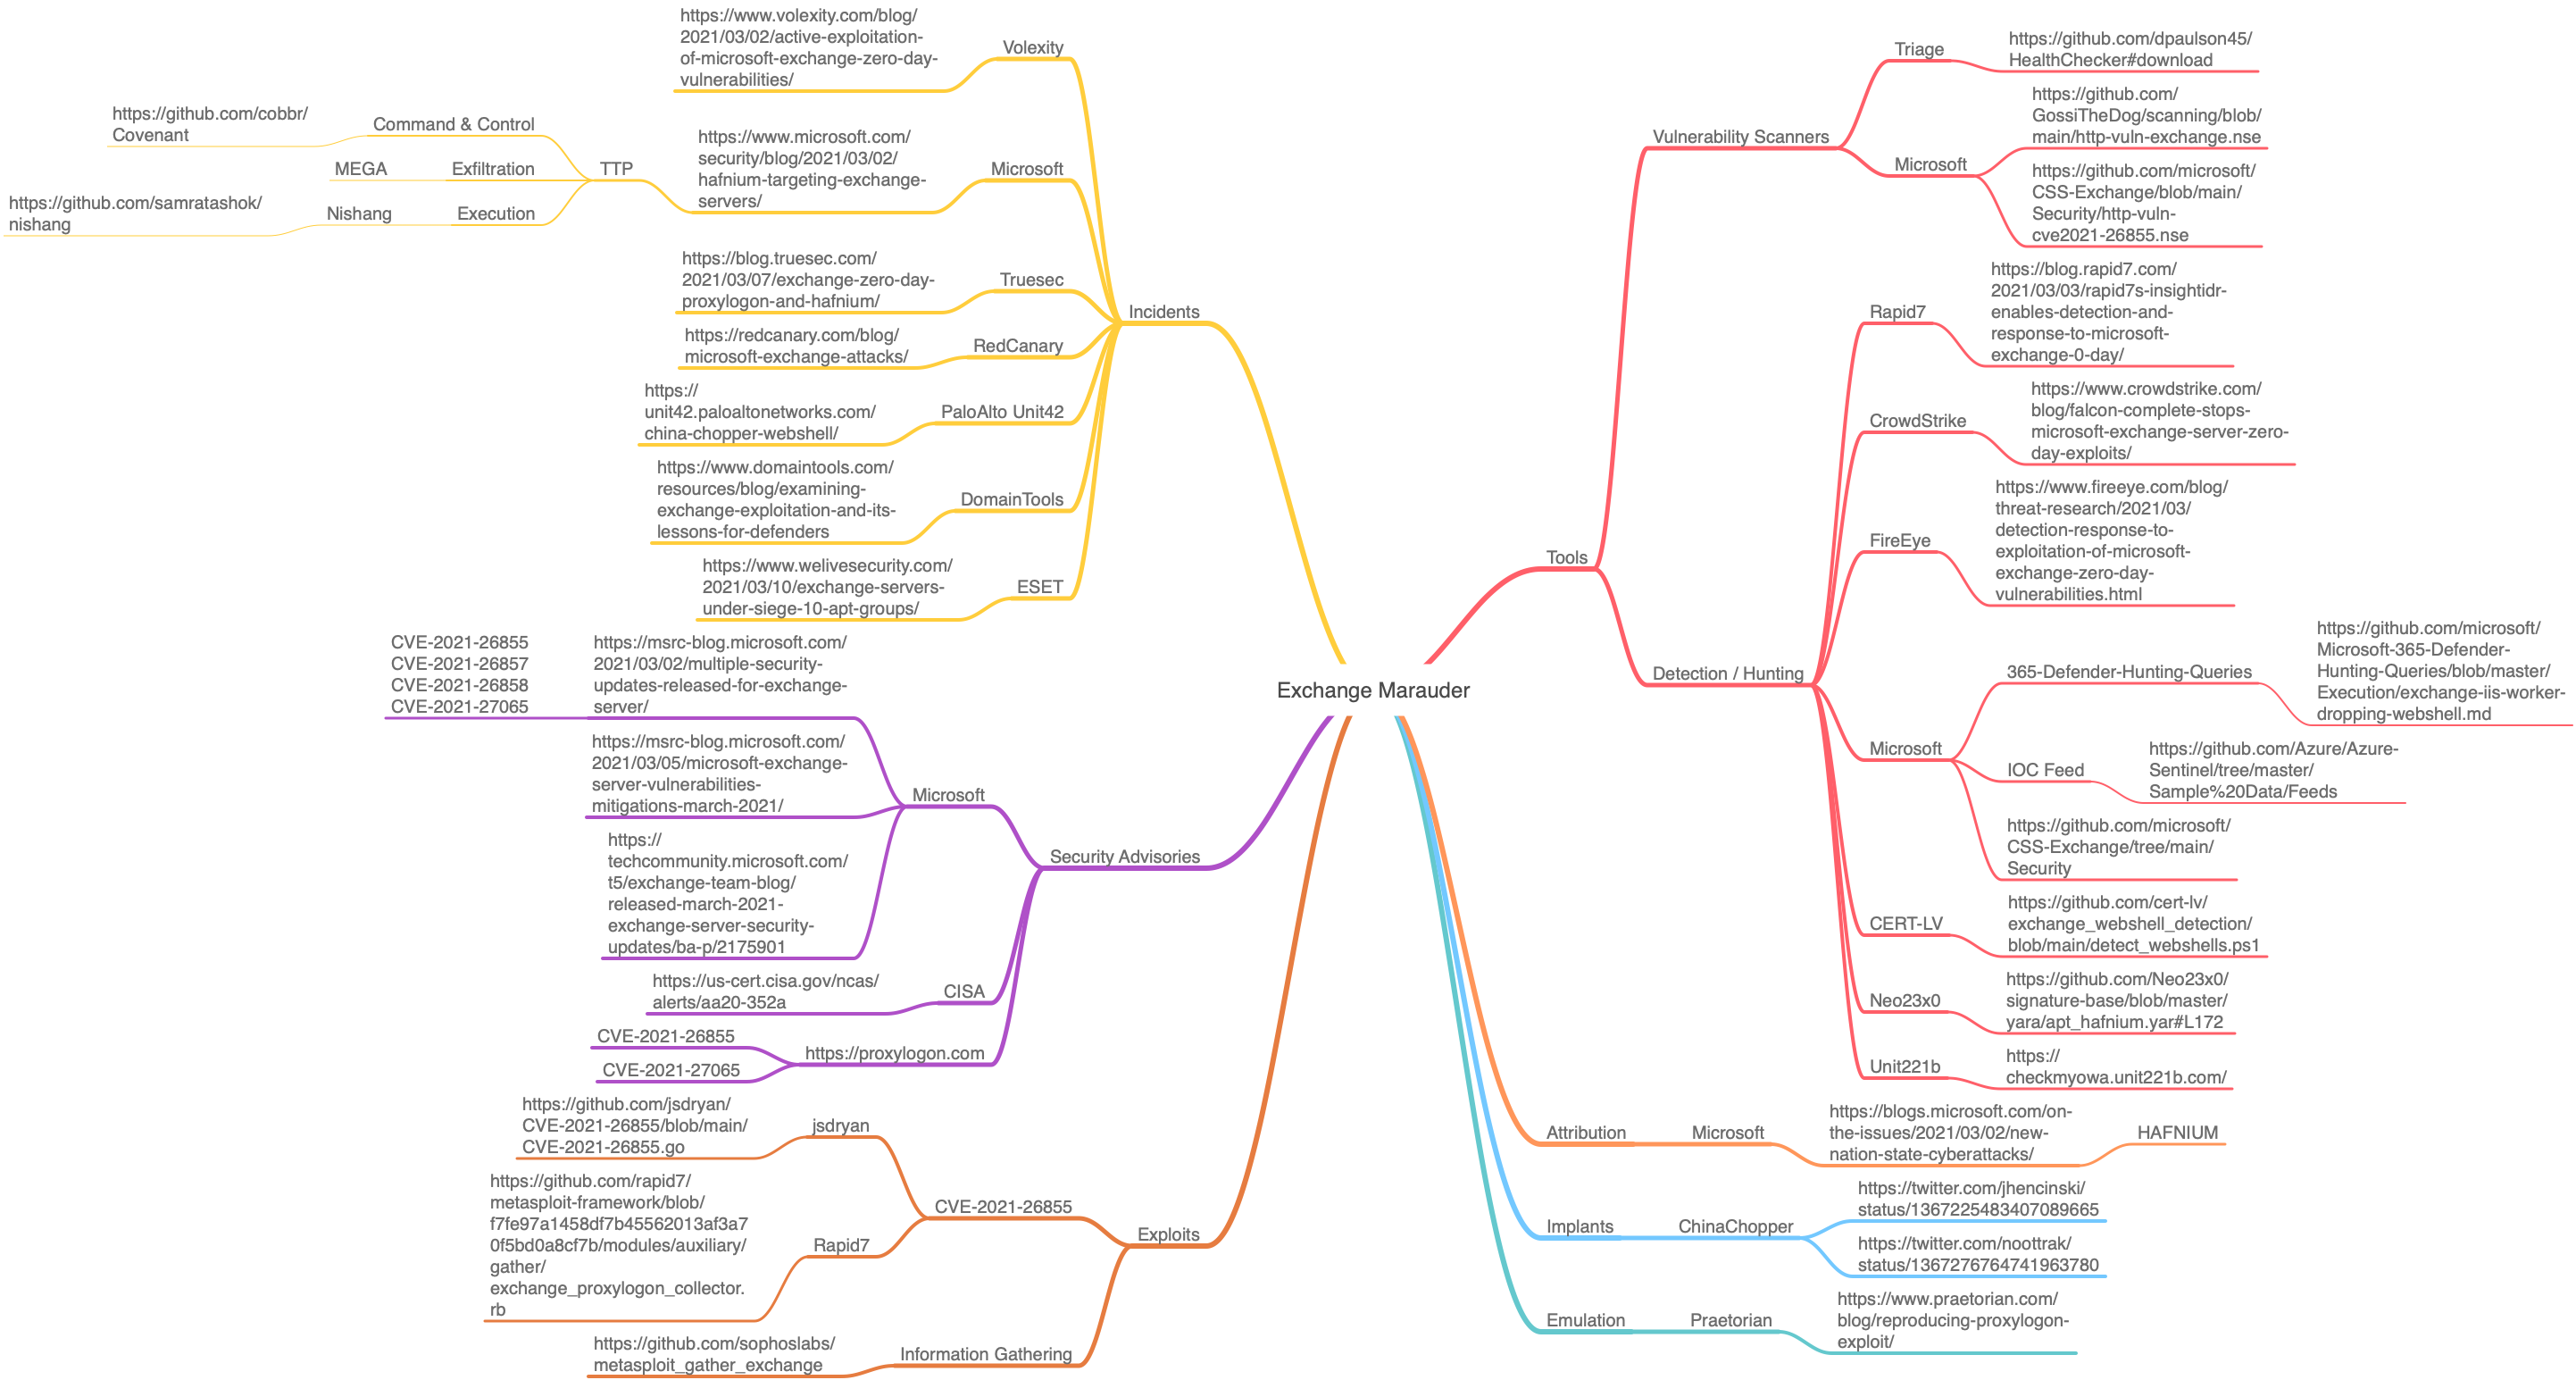 Exchange Marauder
Incidents
Volexity
https://www.volexity.com/blog/
2021/03/02/active-exploitation-
of-microsoft-exchange-zero-day-
vulnerabilities/
Microsoft
https://www.microsoft.com/
security/blog/2021/03/02/
hafnium-targeting-exchange-
servers/
TTP
Command & Control
https://github.com/cobbr/
Covenant
Exfiltration
MEGA
Execution
Nishang
https://github.com/samratashok/
nishang
Truesec
https://blog.truesec.com/
2021/03/07/exchange-zero-day-
proxylogon-and-hafnium/
RedCanary
https://redcanary.com/blog/
microsoft-exchange-attacks/
PaloAlto Unit42
https://
unit42.paloaltonetworks.com/
china-chopper-webshell/
DomainTools
https://www.domaintools.com/
resources/blog/examining-
exchange-exploitation-and-its-
lessons-for-defenders
ESET
https://www.welivesecurity.com/
2021/03/10/exchange-servers-
under-siege-10-apt-groups/
Security Advisories
Microsoft
https://msrc-blog.microsoft.com/
2021/03/02/multiple-security-
updates-released-for-exchange-
server/
CVE-2021-26855
CVE-2021-26857
CVE-2021-26858
CVE-2021-27065
https://msrc-blog.microsoft.com/
2021/03/05/microsoft-exchange-
server-vulnerabilities-
mitigations-march-2021/
https://
techcommunity.microsoft.com/
t5/exchange-team-blog/
released-march-2021-
exchange-server-security-
updates/ba-p/2175901
CISA
https://us-cert.cisa.gov/ncas/
alerts/aa20-352a
https://proxylogon.com
CVE-2021-26855
CVE-2021-27065
Exploits
CVE-2021-26855
jsdryan
https://github.com/jsdryan/
CVE-2021-26855/blob/main/
CVE-2021-26855.go
Rapid7
https://github.com/rapid7/
metasploit-framework/blob/
f7fe97a1458df7b45562013af3a7
0f5bd0a8cf7b/modules/auxiliary/
gather/
exchange_proxylogon_collector.
rb
Information Gathering
https://github.com/sophoslabs/
metasploit_gather_exchange
Tools
Vulnerability Scanners
Triage
https://github.com/dpaulson45/
HealthChecker#download
Microsoft
https://github.com/
GossiTheDog/scanning/blob/
main/http-vuln-exchange.nse
https://github.com/microsoft/
CSS-Exchange/blob/main/
Security/http-vuln-
cve2021-26855.nse
Detection / Hunting
Rapid7
https://blog.rapid7.com/
2021/03/03/rapid7s-insightidr-
enables-detection-and-
response-to-microsoft-
exchange-0-day/
CrowdStrike
https://www.crowdstrike.com/
blog/falcon-complete-stops-
microsoft-exchange-server-zero-
day-exploits/
FireEye
https://www.fireeye.com/blog/
threat-research/2021/03/
detection-response-to-
exploitation-of-microsoft-
exchange-zero-day-
vulnerabilities.html
Microsoft
365-Defender-Hunting-Queries
https://github.com/microsoft/
Microsoft-365-Defender-
Hunting-Queries/blob/master/
Execution/exchange-iis-worker-
dropping-webshell.md
IOC Feed
https://github.com/Azure/Azure-
Sentinel/tree/master/
Sample%20Data/Feeds
https://github.com/microsoft/
CSS-Exchange/tree/main/
Security
CERT-LV
https://github.com/cert-lv/
exchange_webshell_detection/
blob/main/detect_webshells.ps1
Neo23x0
https://github.com/Neo23x0/
signature-base/blob/master/
yara/apt_hafnium.yar#L172
Unit221b
https://
checkmyowa.unit221b.com/
Attribution
Microsoft
https://blogs.microsoft.com/on-
the-issues/2021/03/02/new-
nation-state-cyberattacks/
HAFNIUM
Implants
ChinaChopper
https://twitter.com/jhencinski/
status/1367225483407089665
https://twitter.com/noottrak/
status/1367276764741963780
Emulation
Praetorian
https://www.praetorian.com/
blog/reproducing-proxylogon-
exploit/